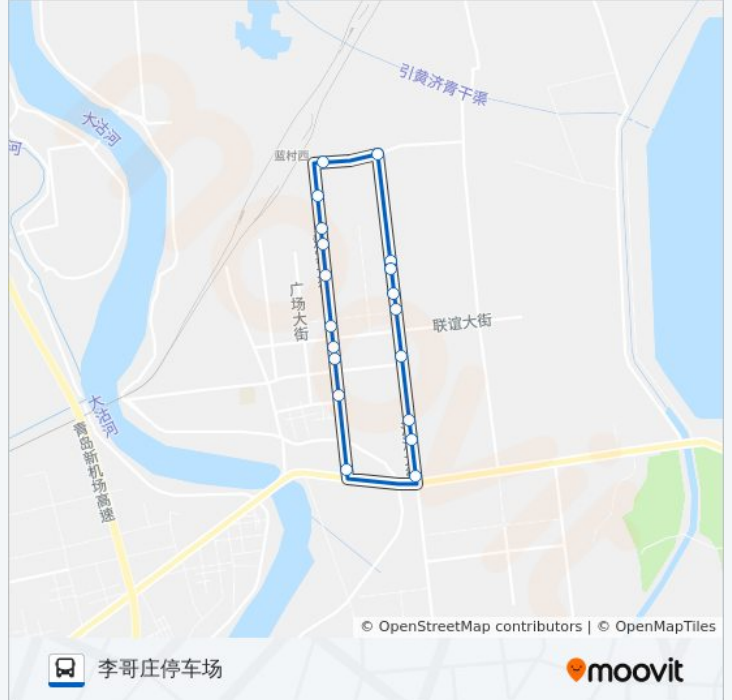 引黄济青干渠
大沽河
河
蓝村西
广场大街
联谊大街
大沽河
青岛新机场高速
moovit
© OpenStreetMap contributors | © OpenMapTiles
李哥庄停车场
moovit